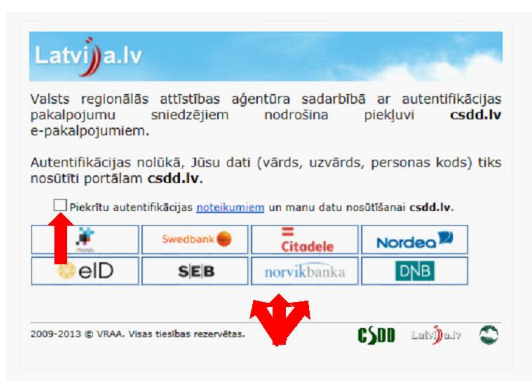 Latvija.lv
Valsts reģionālās attīstības aģentūra sadarbībā ar autentifikācijas
pakalpojumu sniedzējiem nodrošina piekļuvi csdd.lv
e-pakalpojumiem.
Autentifikācijas nolūkā, Jūsu dati (vārds, uzvārds, personas kods) tiks
nosūtīti portālam csdd.lv.
Piekrītu autentifikācijas noteikumiem un manu datu nosūtīšanai csdd.lv.
Swedbank Citadele Nordea
eID SEB norvikbanka DNB
2009-2013 © VRAA. Visas tiesības rezervētas. CSDD Latvija.lv